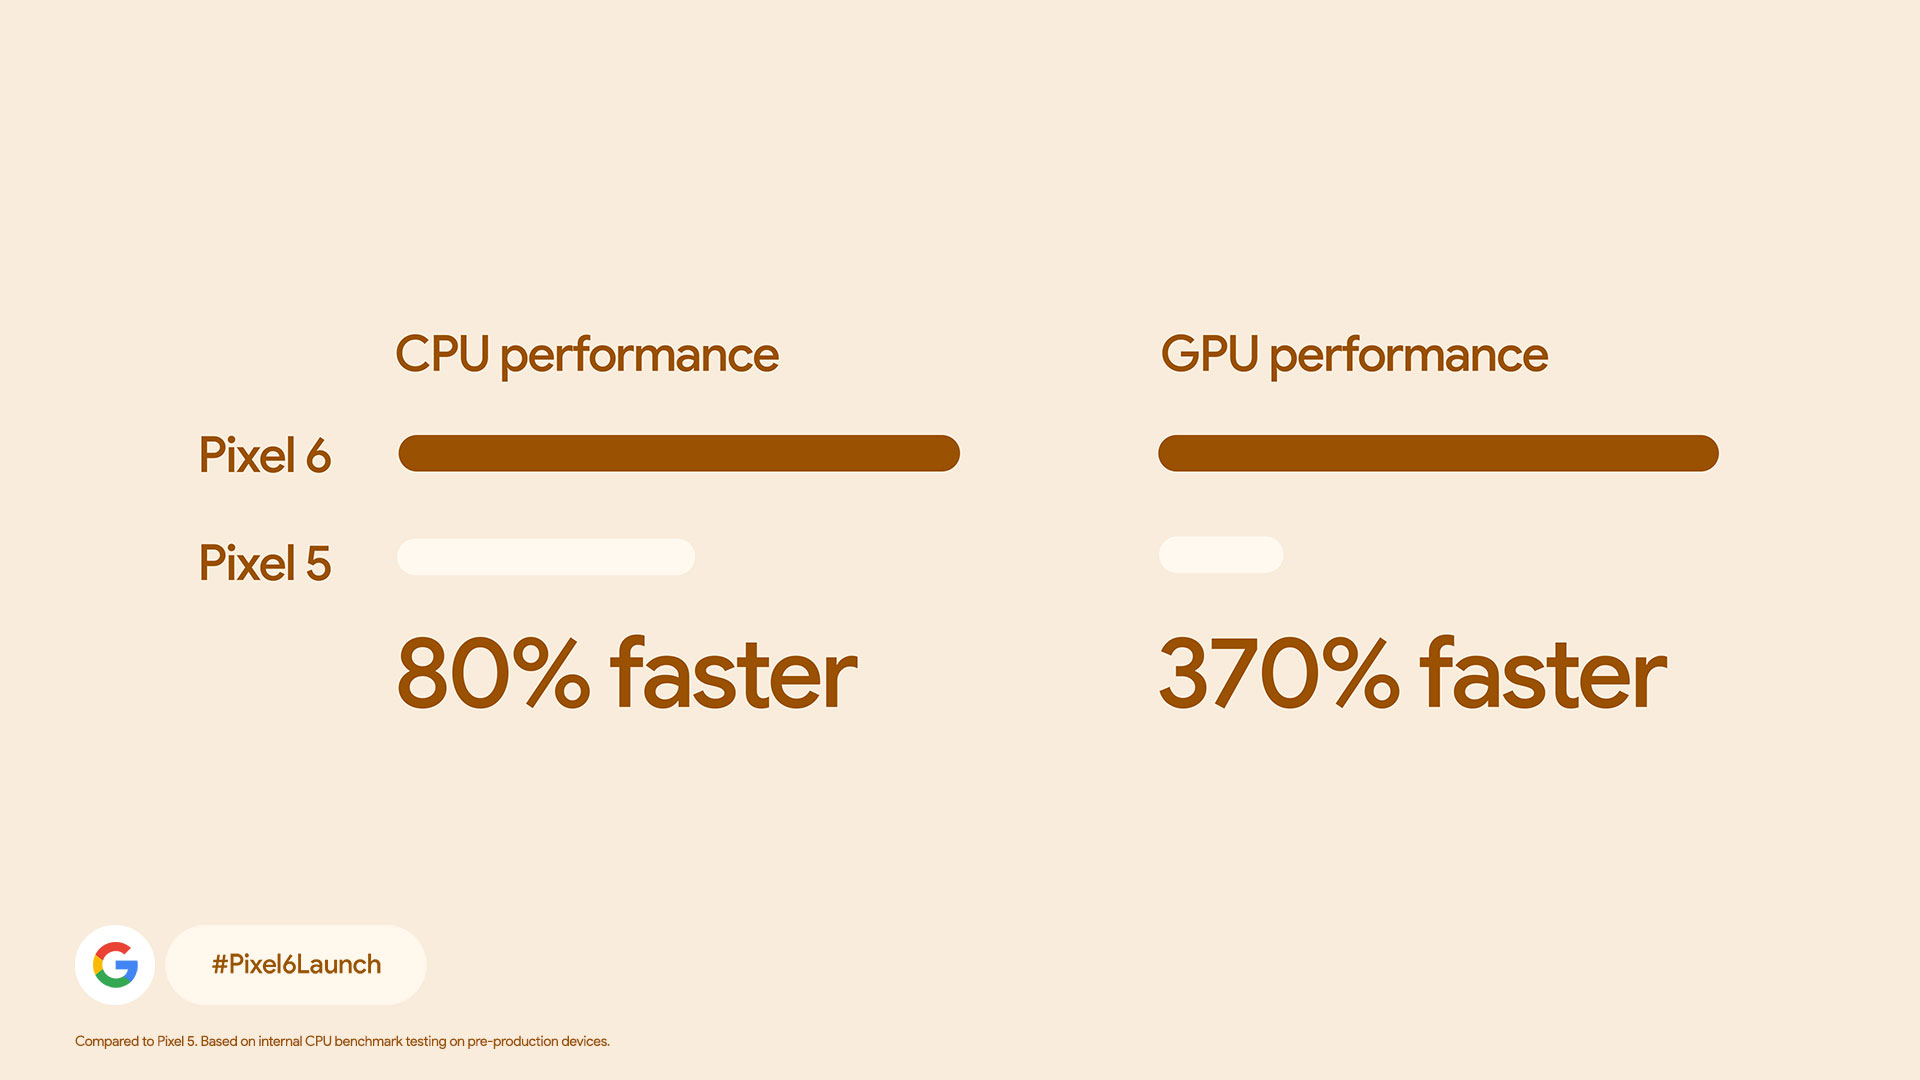 CPU performance
GPU performance
Pixel 6
Pixel 5
80% faster
370% faster
#Pixel6Launch
Compared to Pixel 5. Based on internal CPU benchmark testing on pre-production devices.